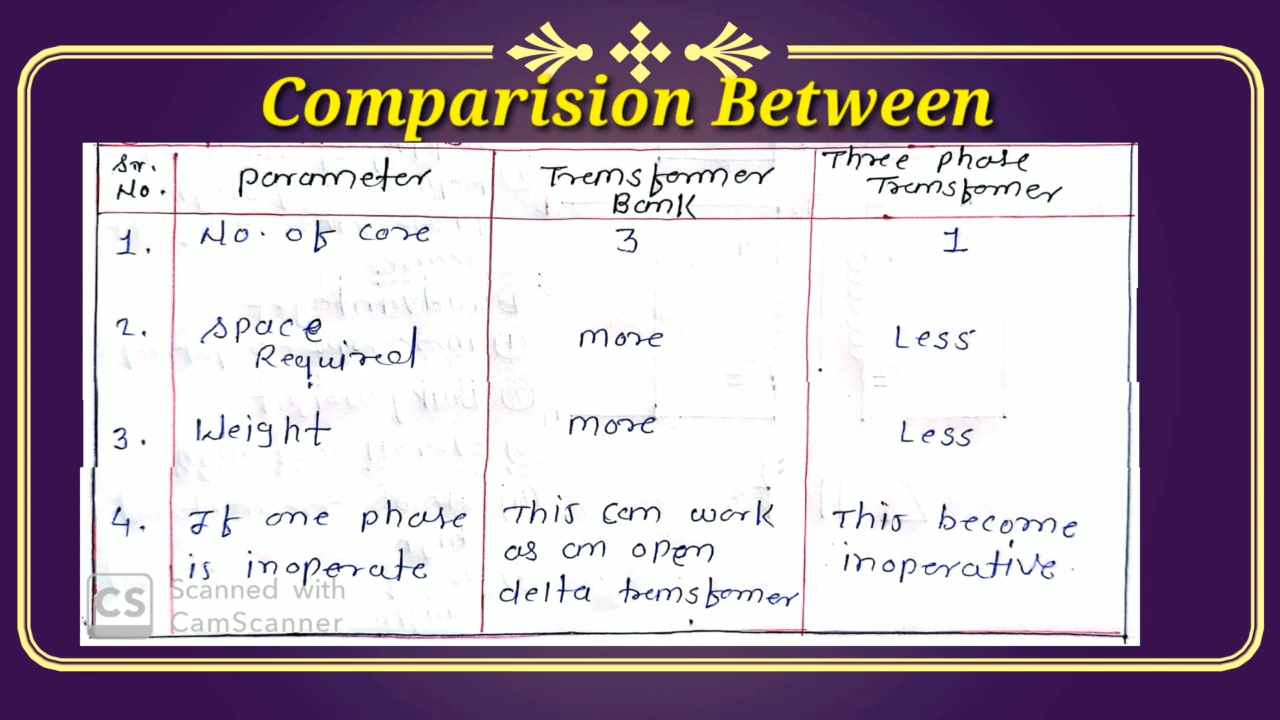 Comparision Between
Sr. No.
Parameter
Transformer Bank
Three phase Transfomer
1. No. of core 3 1
2. Space Required more Less
3. Weight more Less
4. If one phase This can work This become
is inoperate as an open inoperative.
delta transfomer
CS Scanned with
CamScanner